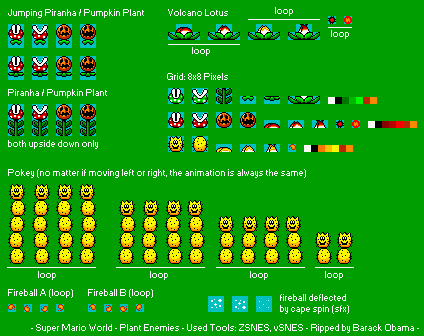 Jumping Piranha / Pumpkin Plant
Volcano Lotus
loop
loop
loop
Grid: 8x8 Pixels
Piranha / Pumpkin Plant
both upside down only
Pokey (no matter if moving left or right, the animation is always the same)
loop
loop
loop
loop
Fireball A (loop)
Fireball B (loop)
fireball deflected
by cape spin (sfx)
- Super Mario World - Plant Enemies - Used Tools: ZSNES, vSNES - Ripped by Barack Obama -